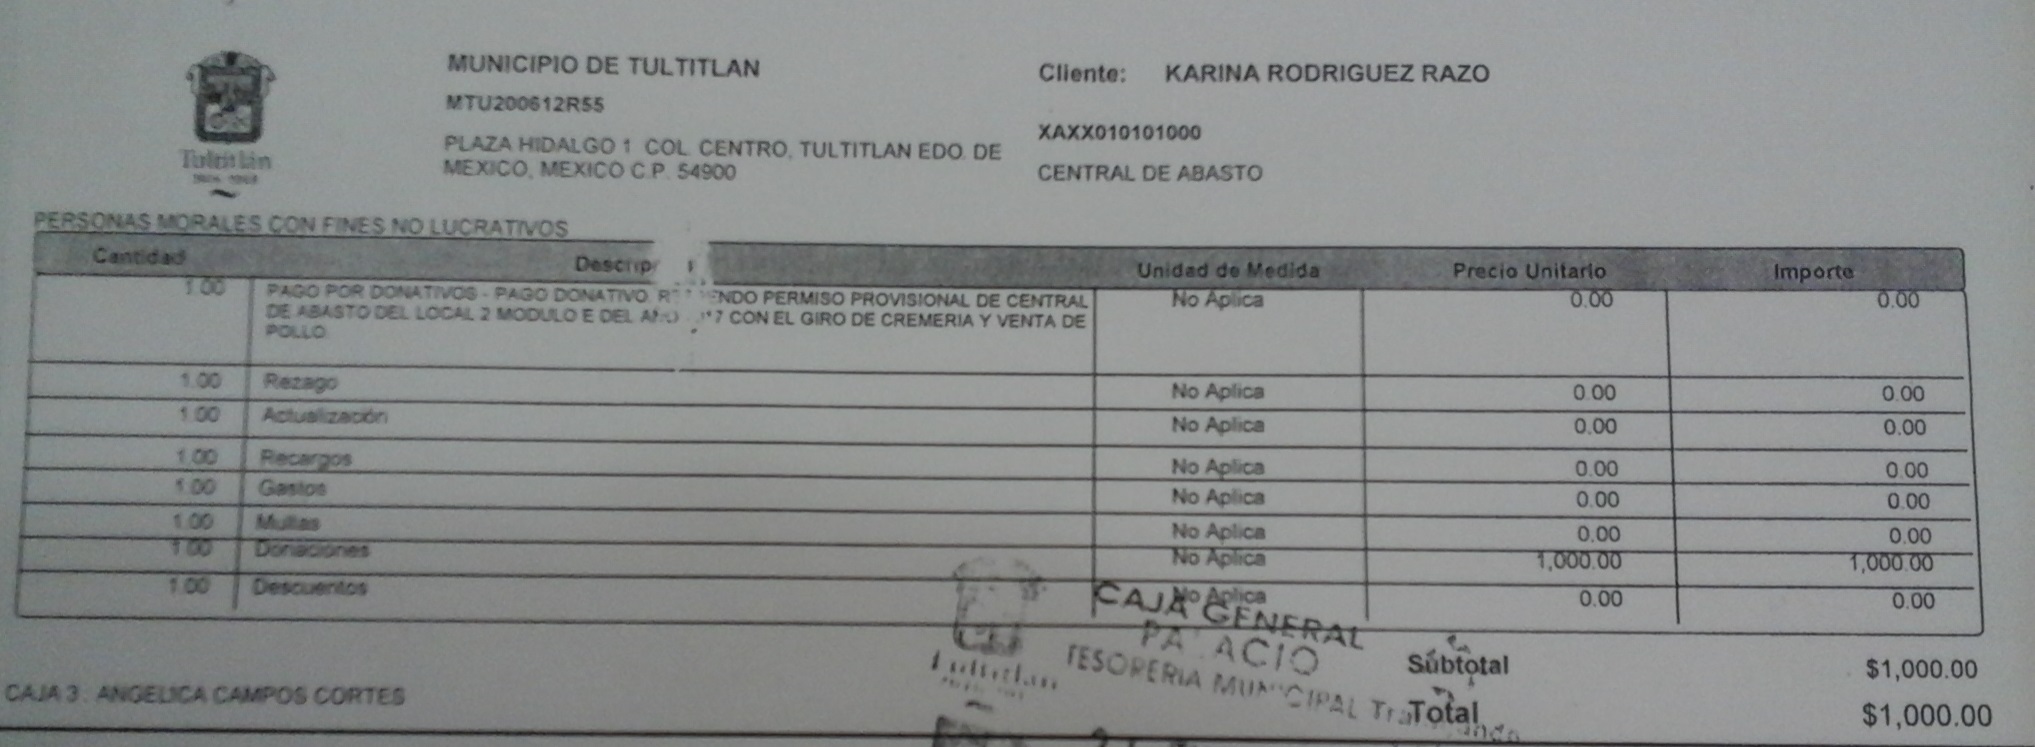 Tultitlán
MUNICIPIO DE TULTITLAN
MTU200612R55
PLAZA HIDALGO 1 COL. CENTRO, TULTITLAN EDO. DE
MEXICO, MEXICO C.P. 54900
Cliente: KARINA RODRIGUEZ RAZO
XAXX010101000
CENTRAL DE ABASTO
PERSONAS MORALES CON FINES NO LUCRATIVOS
Cantidad Unidad de Medida Precio Unitario Importe
1.00 PAGO POR DONATIVOS - PAGO DONATIVO PERMISO PROVISIONAL DE CENTRAL No Aplica 0.00 0.00
DE ABASTO DEL LOCAL 2 MODULO E DEL CON EL GIRO DE CREMERIA Y VENTA DE
POLLO.
1.00 Rezago No Aplica 0.00 0.00
1.00 Actualización No Aplica 0.00 0.00
1.00 Recargos No Aplica 0.00 0.00
1.00 Gastos No Aplica 0.00 0.00
1.00 Multas No Aplica 0.00 0.00
1.00 Donaciones No Aplica 1,000.00 1,000.00
1.00 Descuentos No Aplica 0.00 0.00
CAJA GENERAL
PALACIO
TESORERIA MUNICIPAL
Tultitlan
Subtotal $1,000.00
Total $1,000.00
CAJA 3 : ANGELICA CAMPOS CORTES